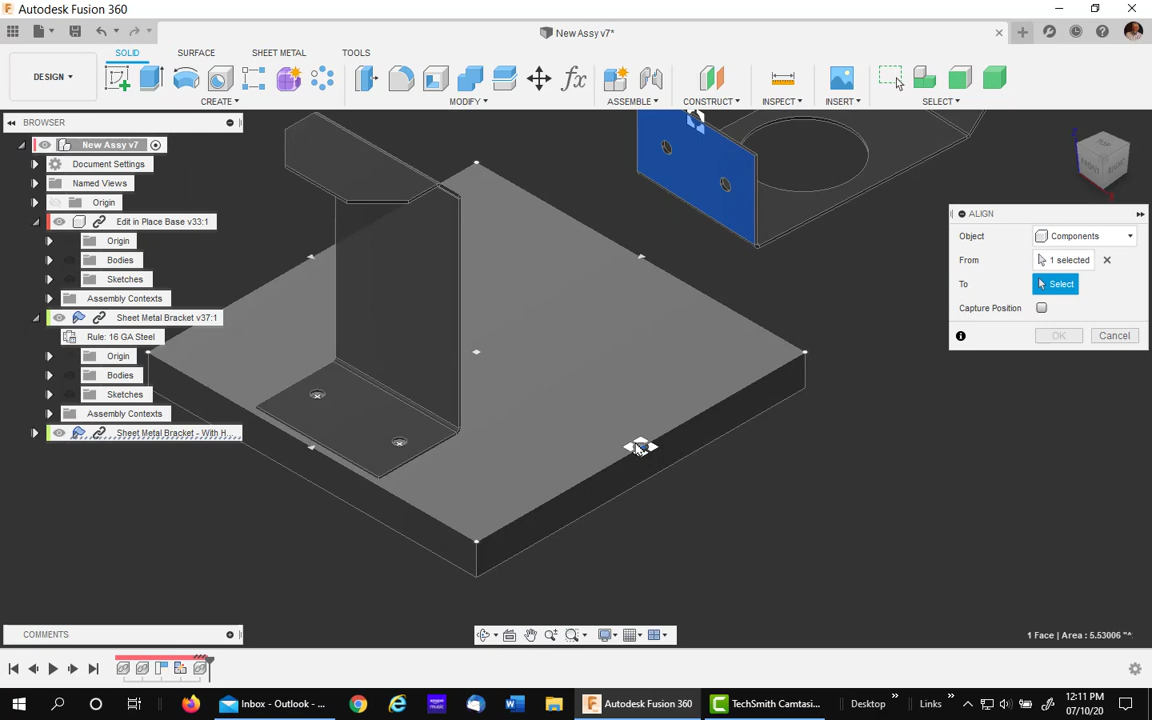 Autodesk Fusion 360
New Assy v7*
DESIGN
SOLID
SURFACE
SHEET METAL
TOOLS
CREATE
MODIFY
ASSEMBLE
CONSTRUCT
INSPECT
INSERT
SELECT
BROWSER
New Assy v7
Document Settings
Named Views
Origin
Edit in Place Base v33:1
Origin
Bodies
Sketches
Assembly Contexts
Sheet Metal Bracket v37:1
Rule: 16 GA Steel
Origin
Bodies
Sketches
Assembly Contexts
Sheet Metal Bracket - With H...
TOP
FRONT
RIGHT
ALIGN
Object
Components
From
1 selected
To
Select
Capture Position
OK
Cancel
COMMENTS
1 Face | Area : 5.53006 "^
Inbox - Outlook - ...
Autodesk Fusion 360
TechSmith Camtasi...
Desktop
Links
12:11 PM
07/10/20